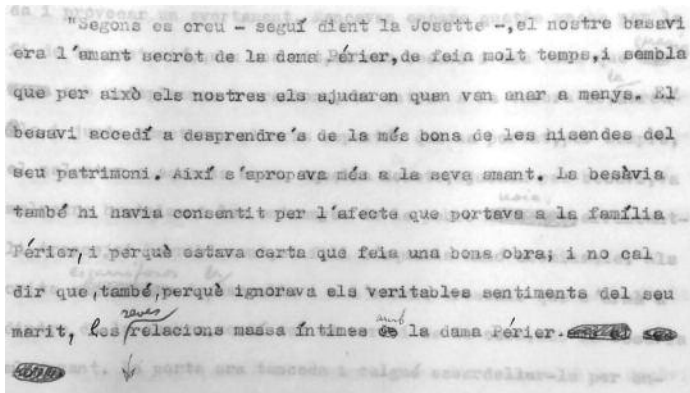 "Segons es creu - seguí dient la Josette -,el nostre besavi
era l'amant secret de la dama Périer,de feia molt temps,i sembla
que per això els nostres els ajudaren quan van anar a menys. El
besavi accedí a desprendre's de la més bona de les hisendes del
seu patrimoni. Així s'apropava més a la seva amant. La besàvia
també hi havia consentit per l'afecte que portava a la família
Périer, i perquè estava certa que feia una bona obra; i no cal
dir que,també,perquè ignorava els veritables sentiments del seu
seves amb
marit, les relacions massa íntimes de la dama Périer.